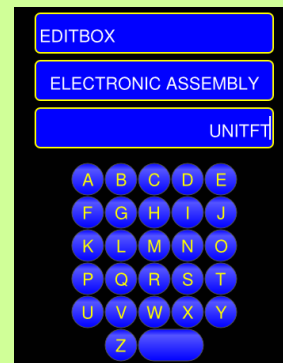 EDITBOX
ELECTRONIC ASSEMBLY
UNITFT
A B C D E
F G H I J
K L M N O
P Q R S T
U V W X Y
Z